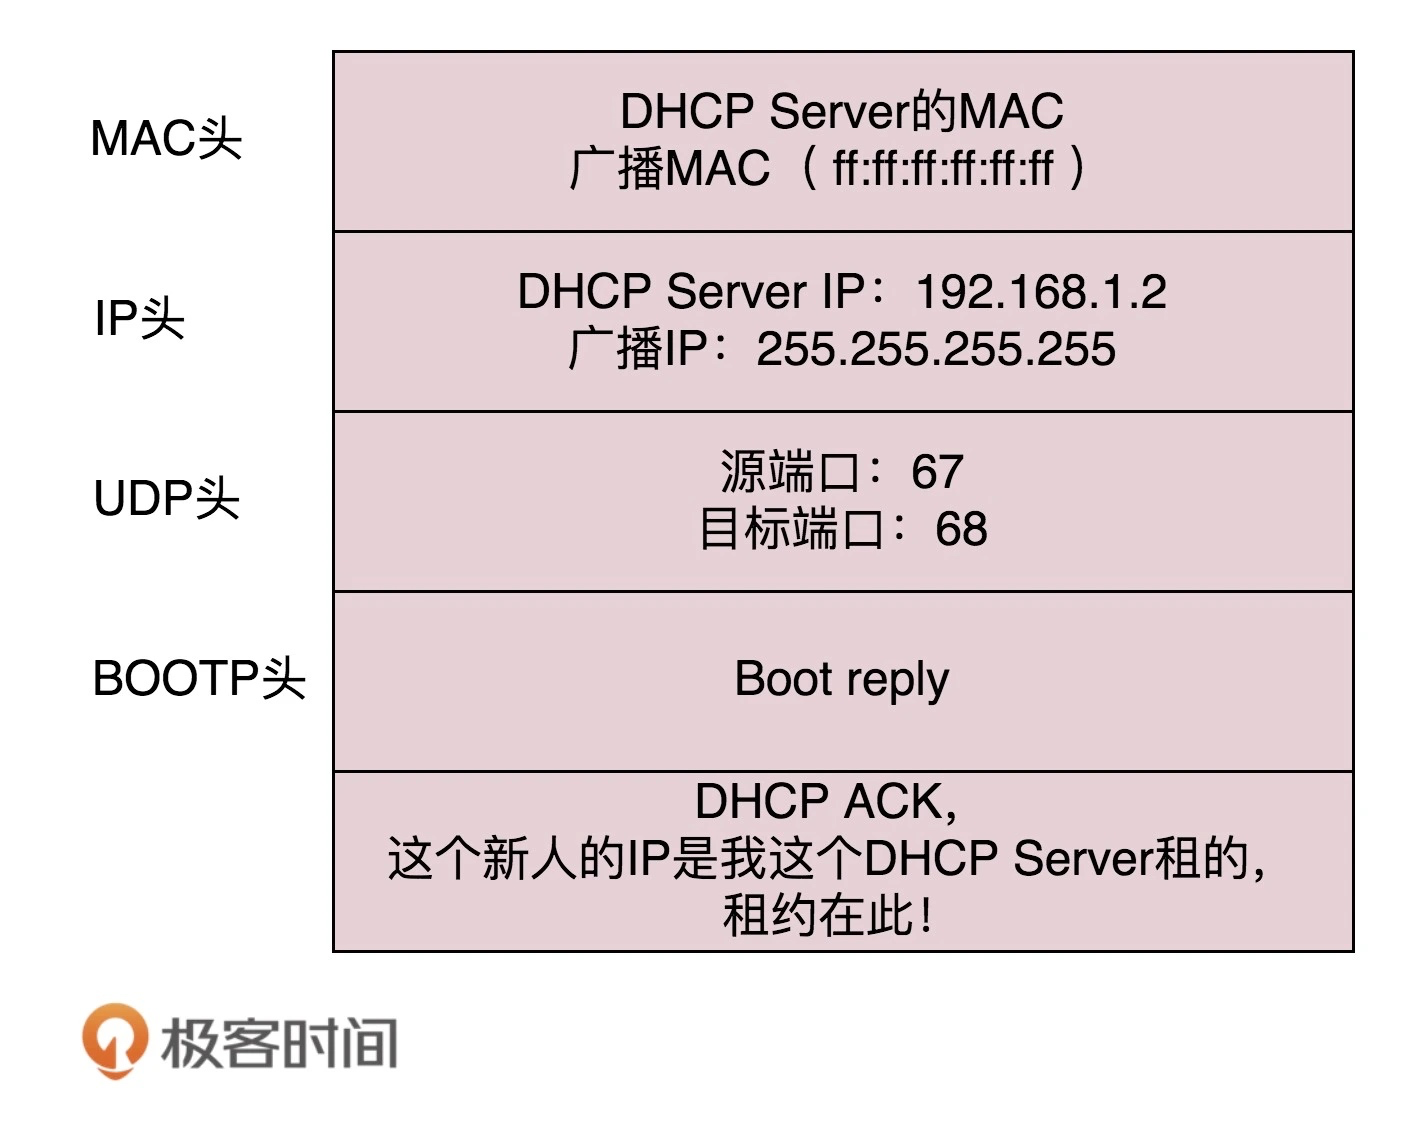 MAC头
DHCP Server的MAC
广播MAC（ff:ff:ff:ff:ff:ff）
IP头
DHCP Server IP：192.168.1.2
广播IP：255.255.255.255
UDP头
源端口：67
目标端口：68
BOOTP头
Boot reply
DHCP ACK，
这个新人的IP是我这个DHCP Server租的，
租约在此！
极客时间